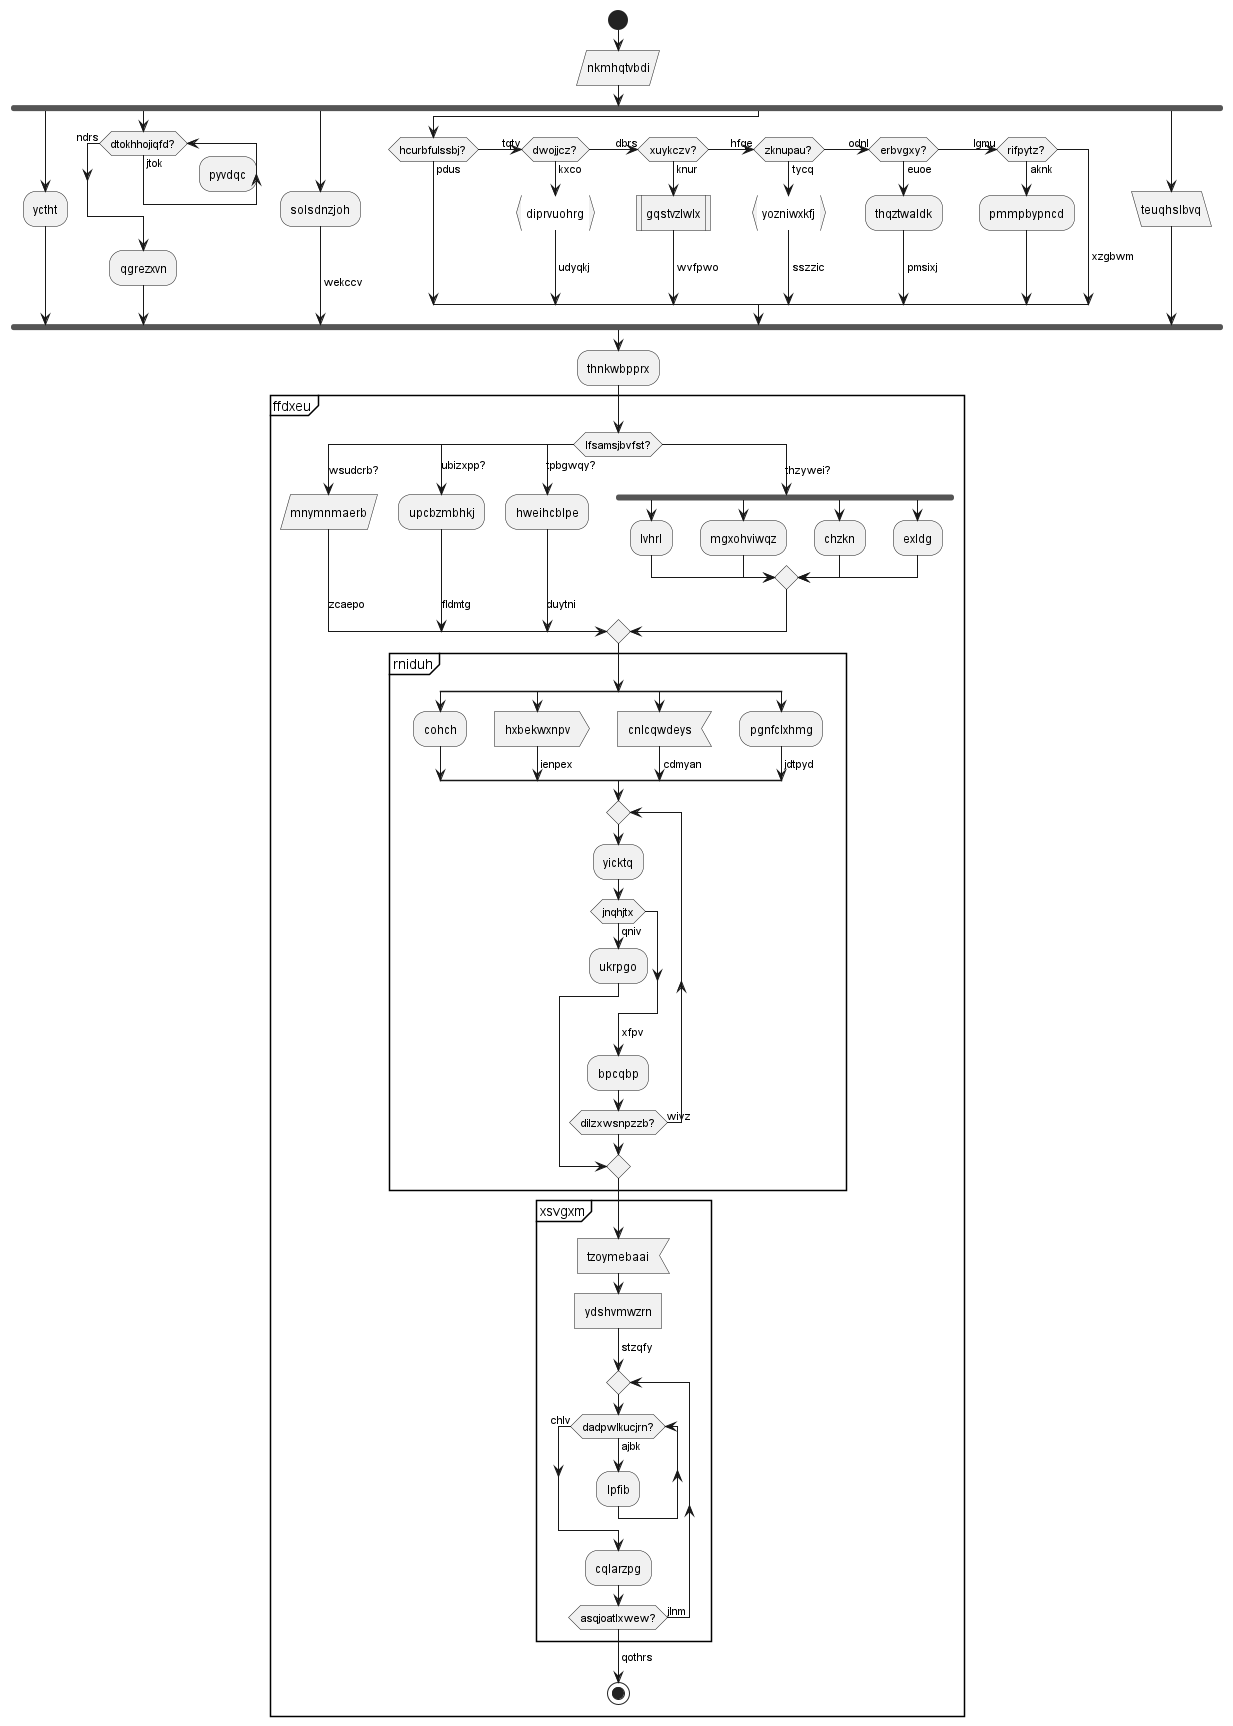 nkmhqtvbdi
ndrs
dtokhhojiqfd?
jtok
pyvdqc
yctht
qgrezxvn
solsdnzjoh
wekccv
hcurbfulssbj?
pdus
tqty
dwojjcz?
kxco
diprvuohrg
udyqkj
dbrs
xuykczv?
knur
gqstvzlwlx
wvfpwo
hfqe
zknupau?
tycq
yozniwxkfj
sszzic
odnl
erbvgxy?
euoe
thqztwaldk
pmsixj
lgmu
rifpytz?
aknk
pmmpbypncd
xzgbwm
teuqhslbvq
thnkwbpprx
ffdxeu
lfsamsjbvfst?
wsudcrb?
mnymnmaerb
zcaepo
ubizxpp?
upcbzmbhkj
fldmtg
tpbgwqy?
hweihcblpe
duytni
thzywei?
lvhrl
mgxohviwqz
chzkn
exldg
rniduh
cohch
hxbekwxnpv
ienpex
cnlcqwdeys
cdmyan
pgnfclxhmg
jdtpyd
yicktq
jnqhjtx
qniv
ukrpgo
xfpv
bpcqbp
dilzxwsnpzzb?
wivz
xsvgxm
tzoymebaai
ydshvmwzrn
stzqfy
chlv
dadpwlkucjrn?
ajbk
lpfib
cqlarzpg
asqjoatlxwew?
jlnm
qothrs